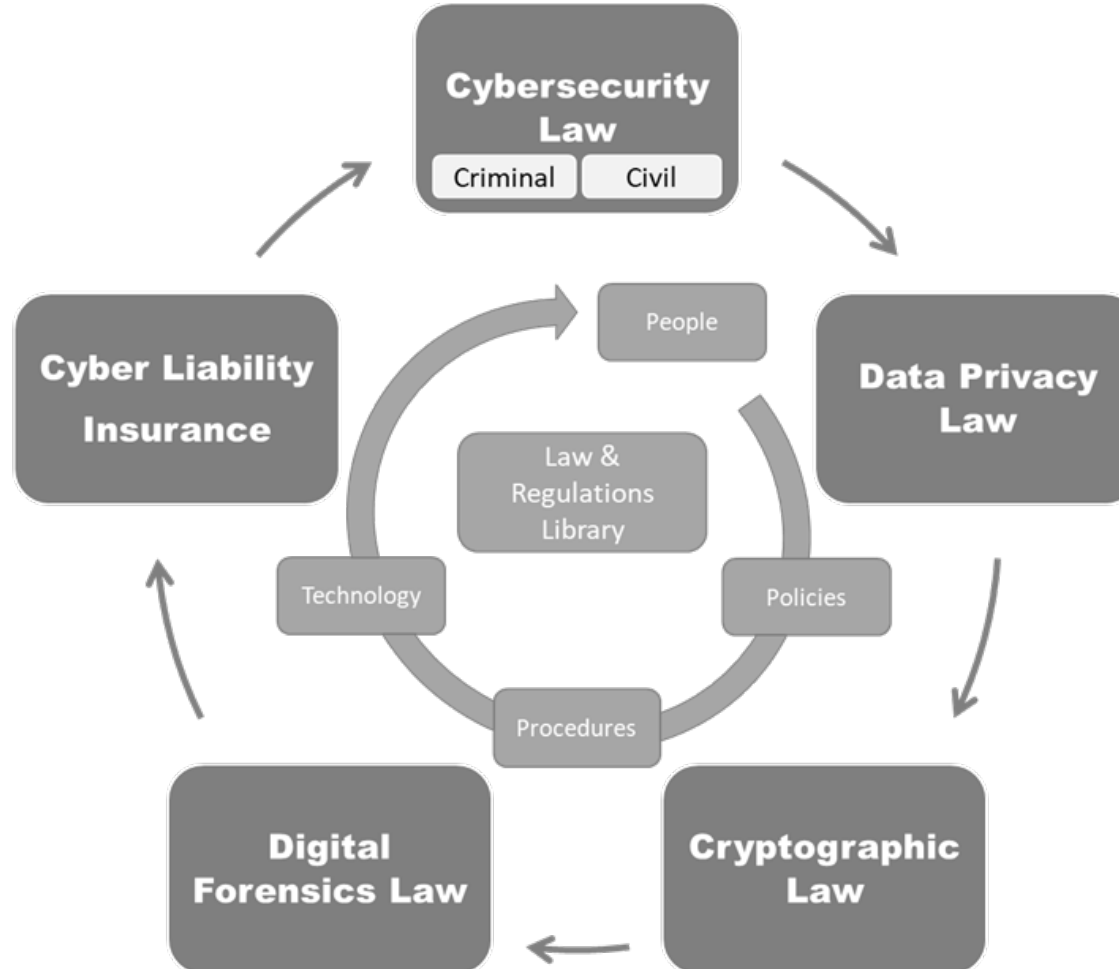 Cybersecurity
Law
Criminal
Civil
People
Cyber Liability
Insurance
Data Privacy
Law
Law &
Regulations
Library
Technology
Policies
Procedures
Digital
Forensics Law
Cryptographic
Law